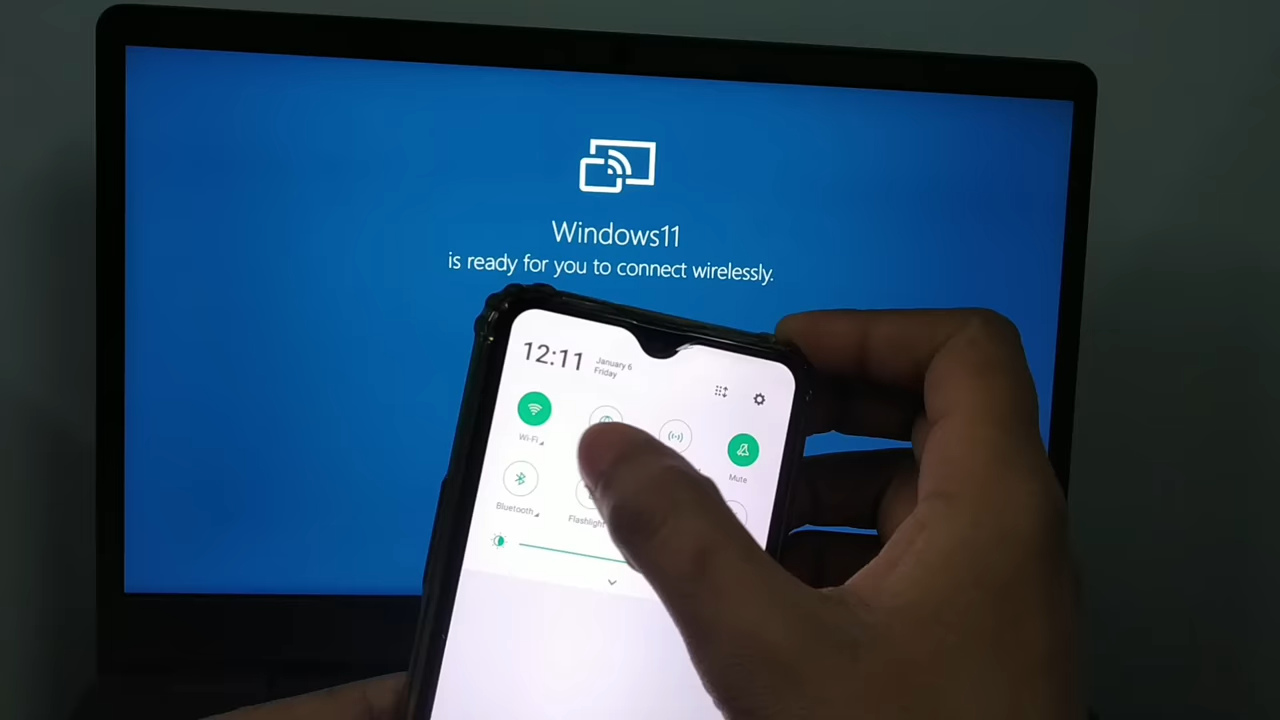 Windows11
is ready for you to connect wirelessly.
12:11
January 6
Friday
Wi-Fi
Mute
Bluetooth
Flashlight